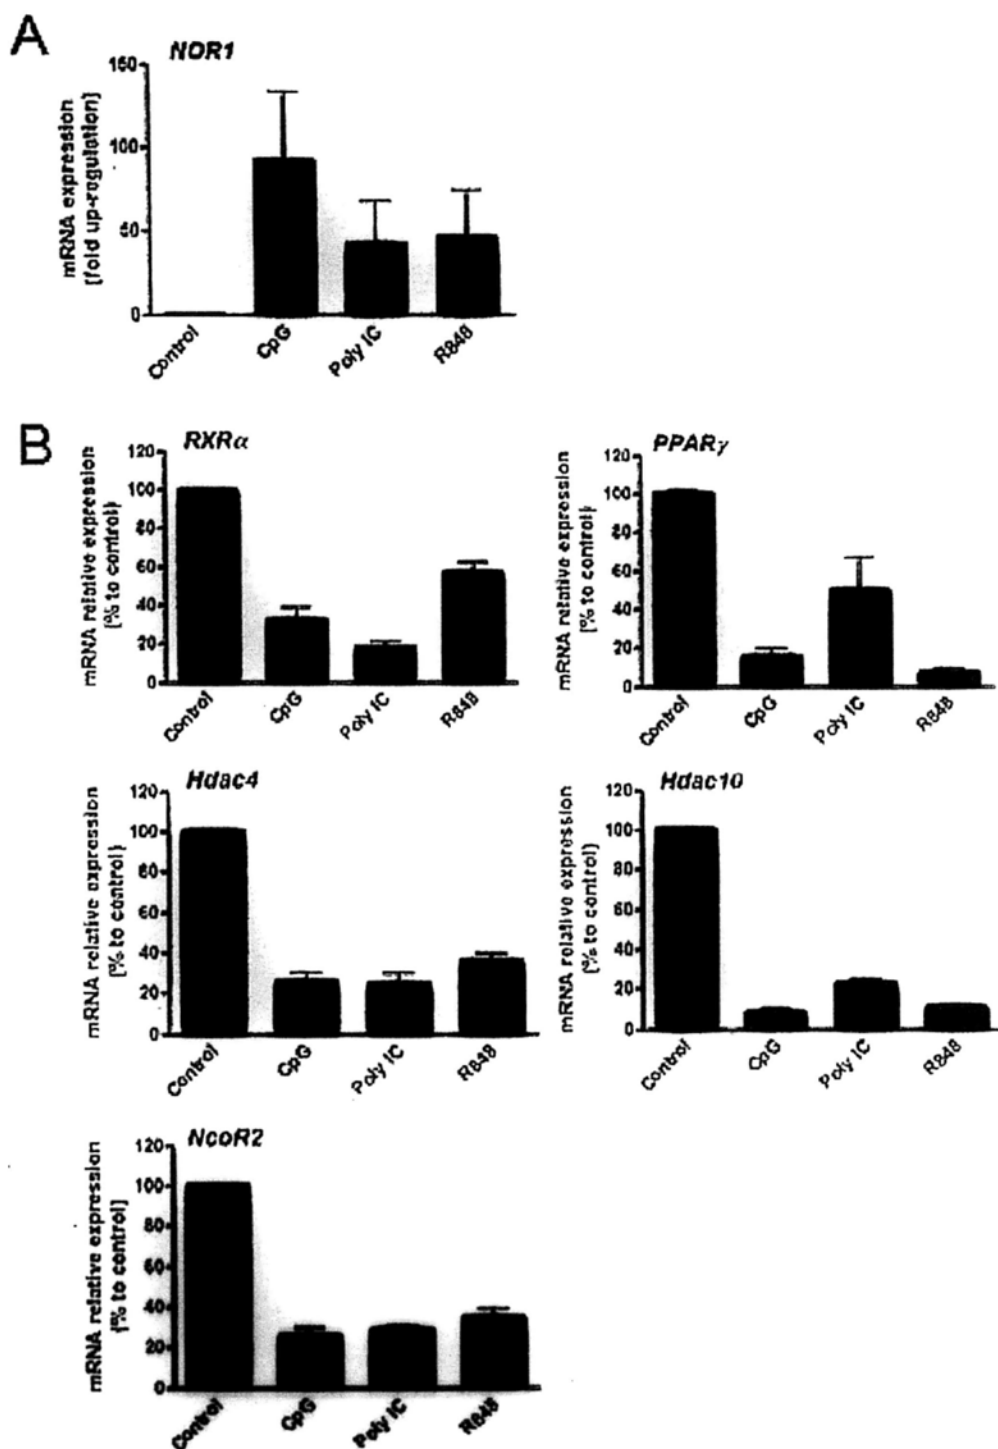 A
NOR1
mRNA expression
[fold up-regulation]
150
100
50
0
Control
CpG
Poly IC
R848
B
RXRα
mRNA relative expression
[% to control]
120
100
80
60
40
20
0
Control
CpG
Poly IC
R848
PPARγ
mRNA relative expression
[% to control]
120
100
80
60
40
20
0
Control
CpG
Poly IC
R848
Hdac4
mRNA relative expression
[% to control]
120
100
80
60
40
20
0
Control
CpG
Poly IC
R848
Hdac10
mRNA relative expression
[% to control]
120
100
80
60
40
20
0
Control
CpG
Poly IC
R848
NcoR2
mRNA relative expression
[% to control]
120
100
80
60
40
20
0
Control
CpG
Poly IC
R848